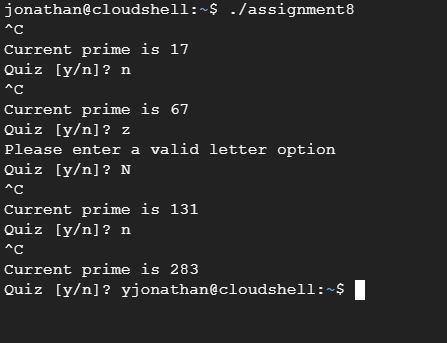 jonathan@cloudshell:~$ ./assignment8
^C
Current prime is 17
Quiz [y/n]? n
^C
Current prime is 67
Quiz [y/n]? z
Please enter a valid letter option
Quiz [y/n]? N
^C
Current prime is 131
Quiz [y/n]? n
^C
Current prime is 283
Quiz [y/n]? yjonathan@cloudshell:~$